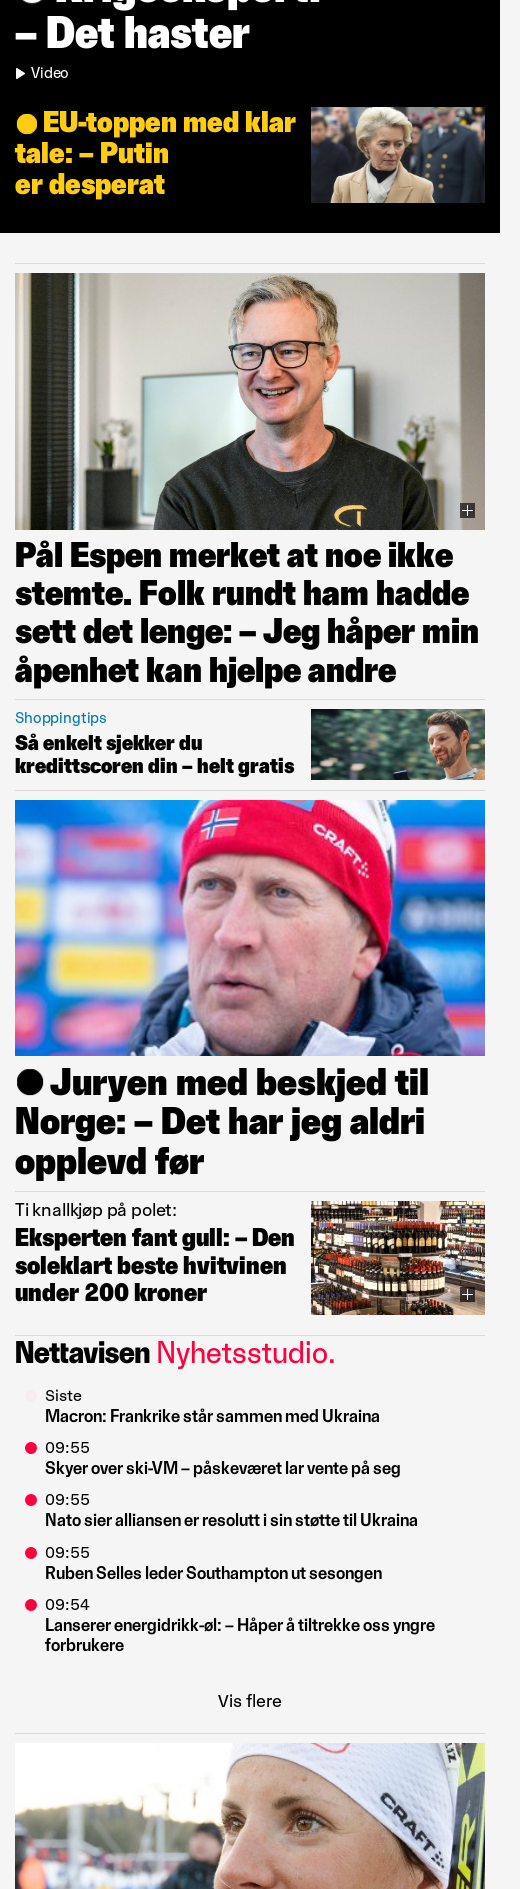 – Det haster
Video
EU-toppen med klar
tale: – Putin
er desperat
Pål Espen merket at noe ikke
stemte. Folk rundt ham hadde
sett det lenge: – Jeg håper min
åpenhet kan hjelpe andre
Shoppingtips
Så enkelt sjekker du
kredittscoren din – helt gratis
CRAFT
Juryen med beskjed til
Norge: – Det har jeg aldri
opplevd før
Ti knallkjøp på polet:
Eksperten fant gull: – Den
soleklart beste hvitvinen
under 200 kroner
Nettavisen Nyhetsstudio.
Siste
Macron: Frankrike står sammen med Ukraina
09:55
Skyer over ski-VM – påskeværet lar vente på seg
09:55
Nato sier alliansen er resolutt i sin støtte til Ukraina
09:55
Ruben Selles leder Southampton ut sesongen
09:54
Lanserer energidrikk-øl: – Håper å tiltrekke oss yngre
forbrukere
Vis flere
CRAFT